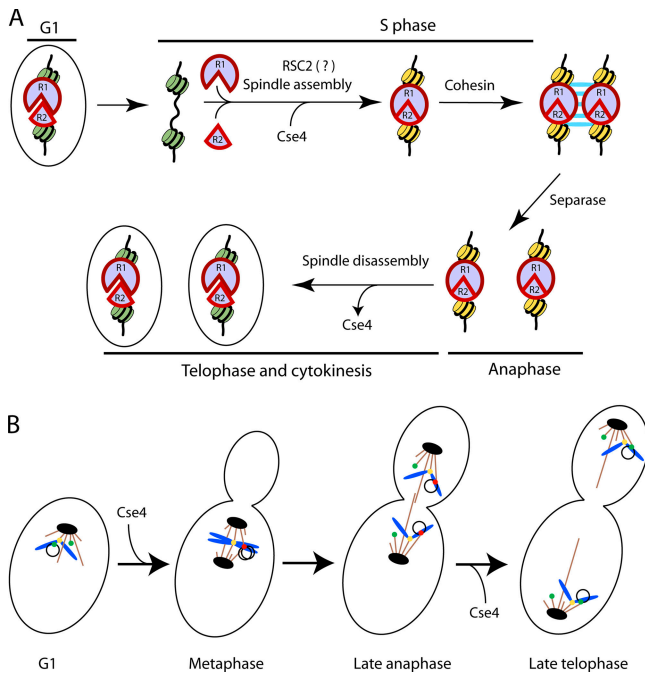 A
G1
S phase
R1
R2
R1
R2
RSC2 (?)
Spindle assembly
Cse4
R1
R2
Cohesin
R1
R2
R1
R2
Separase
R1
R2
R1
R2
Spindle disassembly
Cse4
R1
R2
R1
R2
Telophase and cytokinesis
Anaphase
B
Cse4
Cse4
G1
Metaphase
Late anaphase
Late telophase